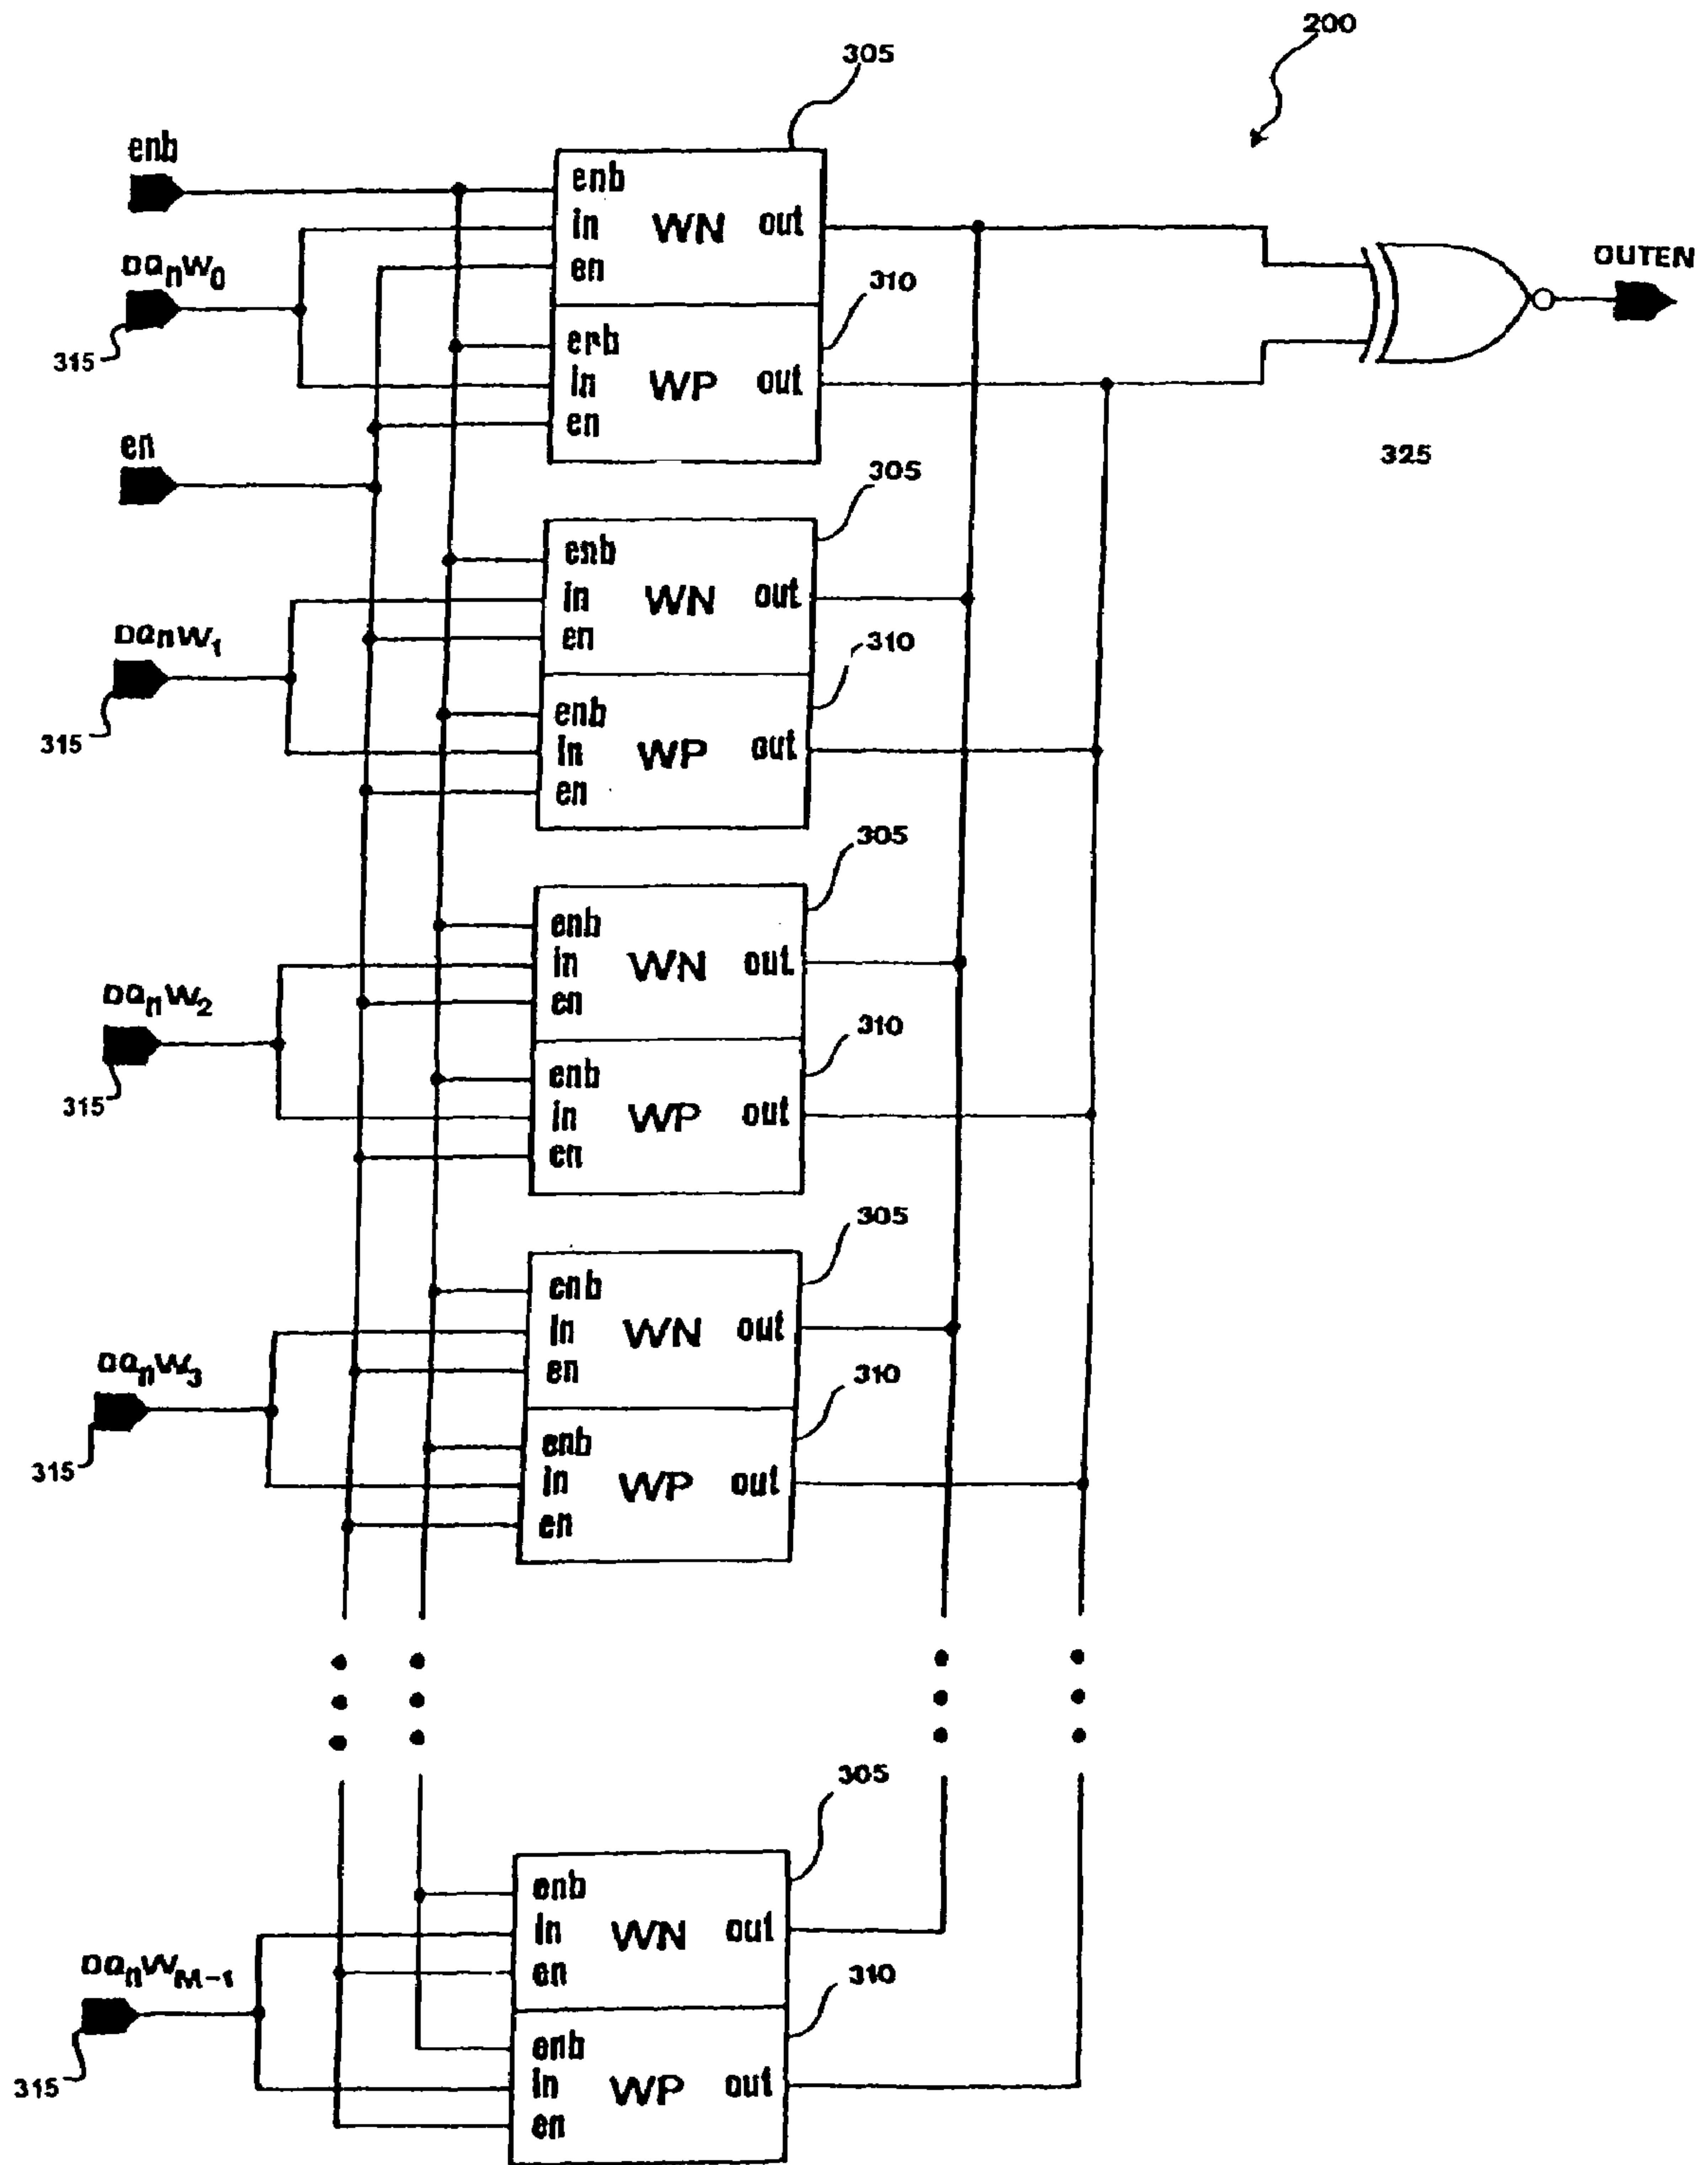 200
305
enb
enb
in WN out
en
DQnW0
315
OUTEN
310
erb
in WP out
en
325
en
305
enb
in WN out
en
DQnW1
315
310
enb
in WP out
en
305
enb
in WN out
en
DQnW2
315
310
enb
in WP out
en
305
enb
in WN out
en
DQnW3
315
310
enb
in WP out
en
305
enb
in WN out
en
DQnWM-1
315
310
enb
in WP out
en